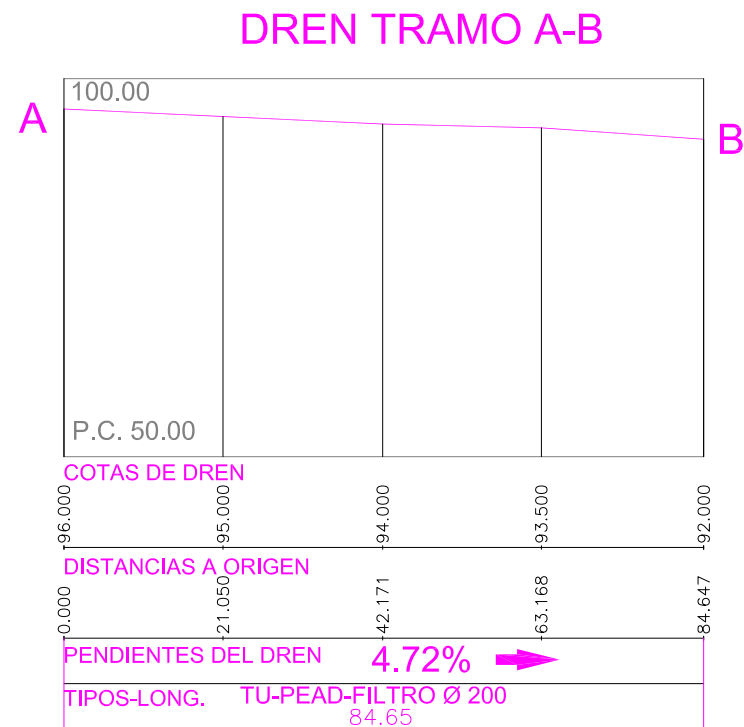 DREN TRAMO A-B
100.00
A
B
P.C. 50.00
COTAS DE DREN
96.000 95.000 94.000 93.500 92.000
DISTANCIAS A ORIGEN
0.000 21.050 42.171 63.168 84.647
PENDIENTES DEL DREN 4.72%
TIPOS-LONG. TU-PEAD-FILTRO Ø 200
84.65